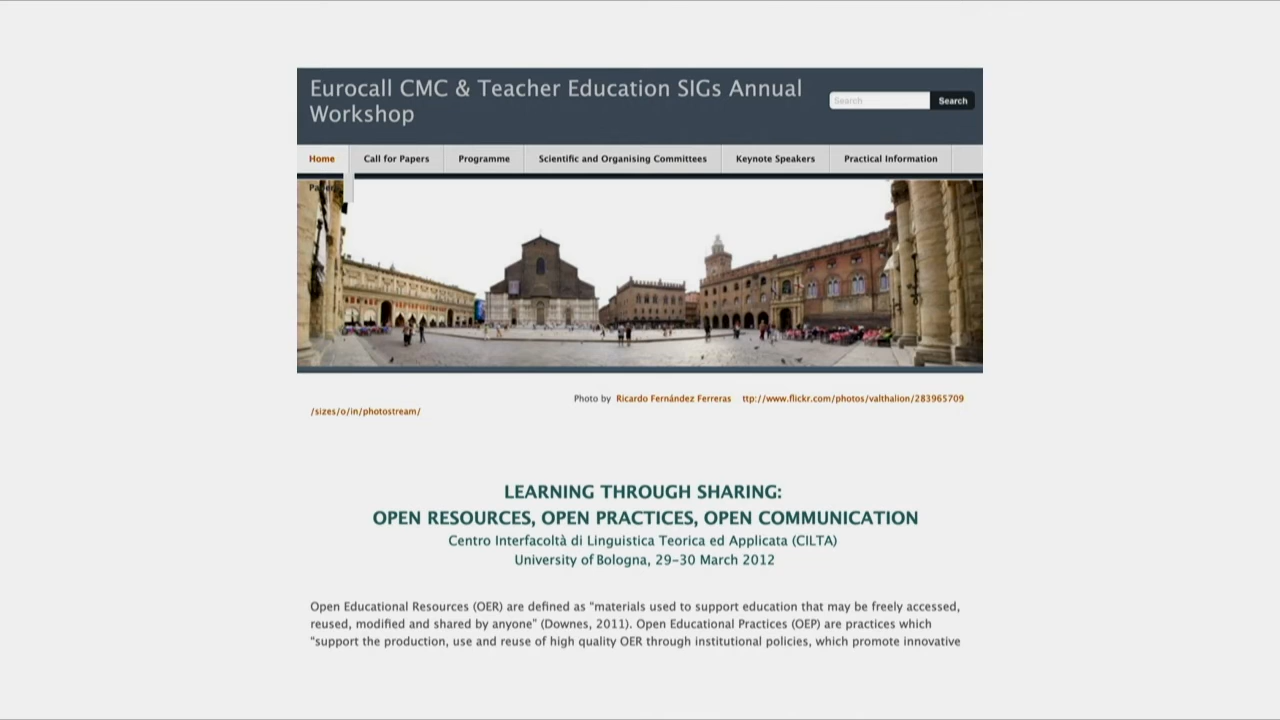 Eurocall CMC & Teacher Education SIGs Annual
Workshop
Search
Search
Home
Call for Papers
Programme
Scientific and Organising Committees
Keynote Speakers
Practical Information
Photo by Ricardo Fernández Ferreras ttp://www.flickr.com/photos/valthalion/283965709
/sizes/o/in/photostream/
LEARNING THROUGH SHARING:
OPEN RESOURCES, OPEN PRACTICES, OPEN COMMUNICATION
Centro Interfacoltà di Linguistica Teorica ed Applicata (CILTA)
University of Bologna, 29-30 March 2012
Open Educational Resources (OER) are defined as "materials used to support education that may be freely accessed,
reused, modified and shared by anyone" (Downes, 2011). Open Educational Practices (OEP) are practices which
"support the production, use and reuse of high quality OER through institutional policies, which promote innovative